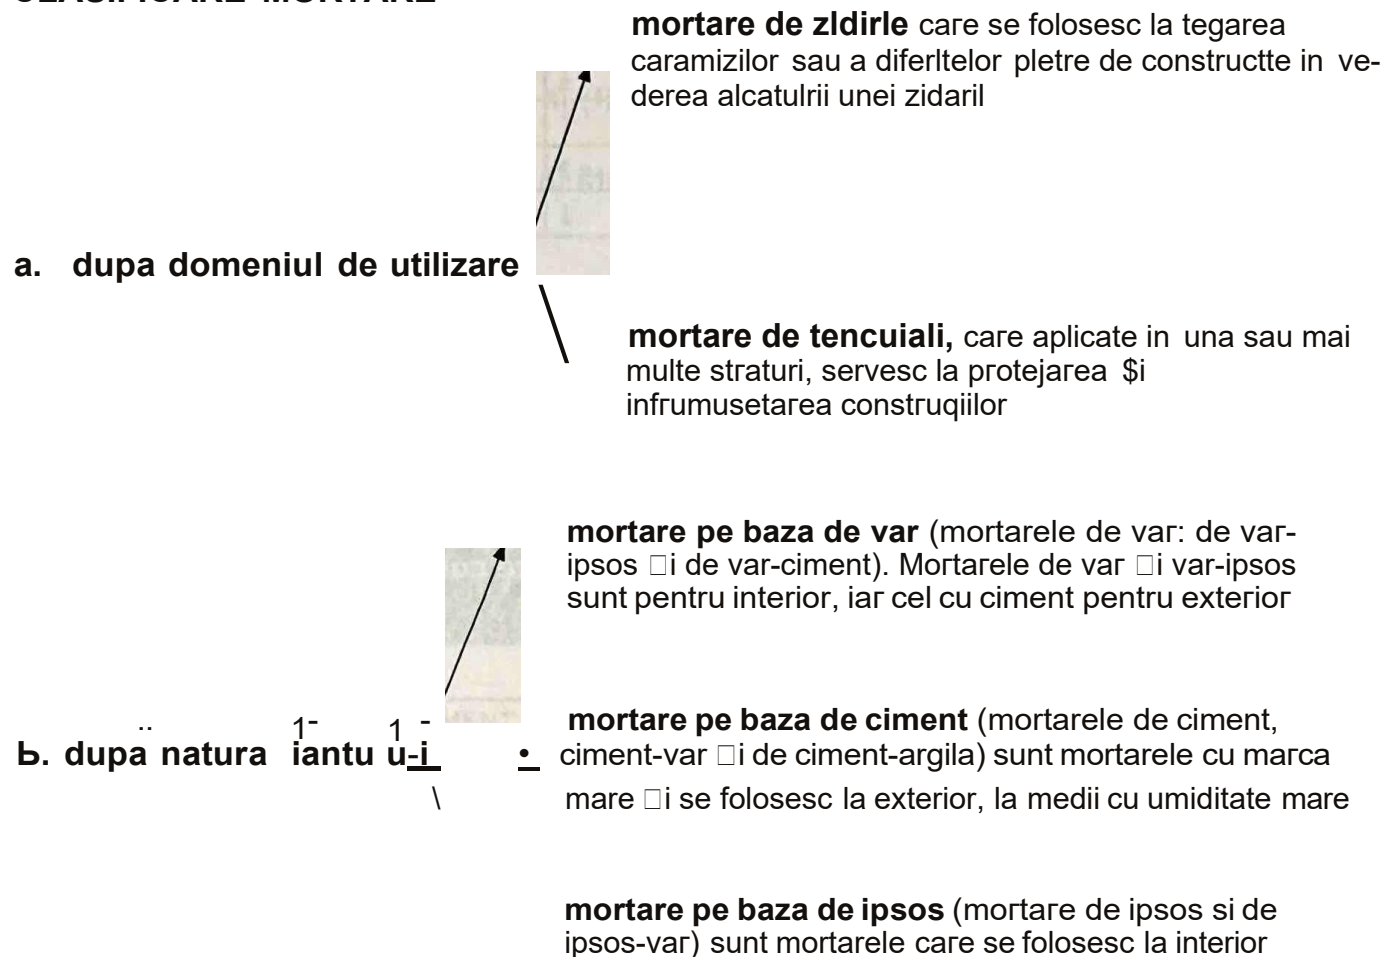 CLASIFICARE MORTARE
mortare de zldirle care se folosesc la tegarea
caramizilor sau a diferltelor pletre de constructte in ve-
derea alcatulrii unei zidaril
a. dupa domeniul de utilizare
mortare de tencuiali, care aplicate in una sau mai
multe straturi, servesc la protejarea $i
infrumusetarea construqiilor
mortare pe baza de var (mortarele de var: de var-
ipsos □i de var-ciment). Mortarele de var □i var-ipsos
sunt pentru interior, iar cel cu ciment pentru exterior
mortare pe baza de ciment (mortarele de ciment,
ь. dupa natura iantu u-i • ciment-var □i de ciment-argila) sunt mortarele cu marca
mare □i se folosesc la exterior, la medii cu umiditate mare
mortare pe baza de ipsos (mortare de ipsos si de
ipsos-var) sunt mortarele care se folosesc la interior